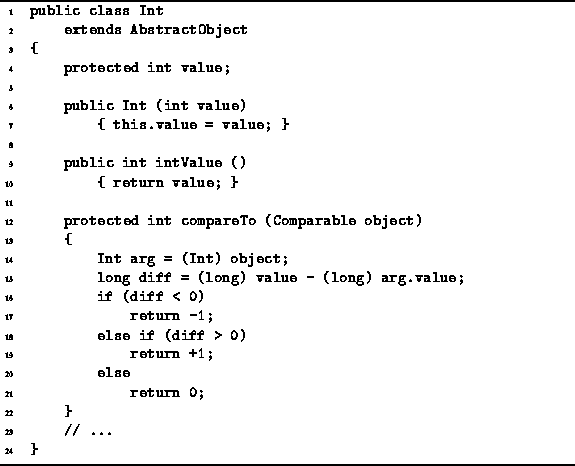 1 public class Int
2     extends AbstractObject
3 {
4     protected int value;
5
6     public Int (int value)
7         { this.value = value; }
8
9     public int intValue ()
10         { return value; }
11
12     protected int compareTo (Comparable object)
13     {
14         Int arg = (Int) object;
15         long diff = (long) value - (long) arg.value;
16         if (diff < 0)
17             return -1;
18         else if (diff > 0)
19             return +1;
20         else
21             return 0;
22     }
23     // ...
24 }